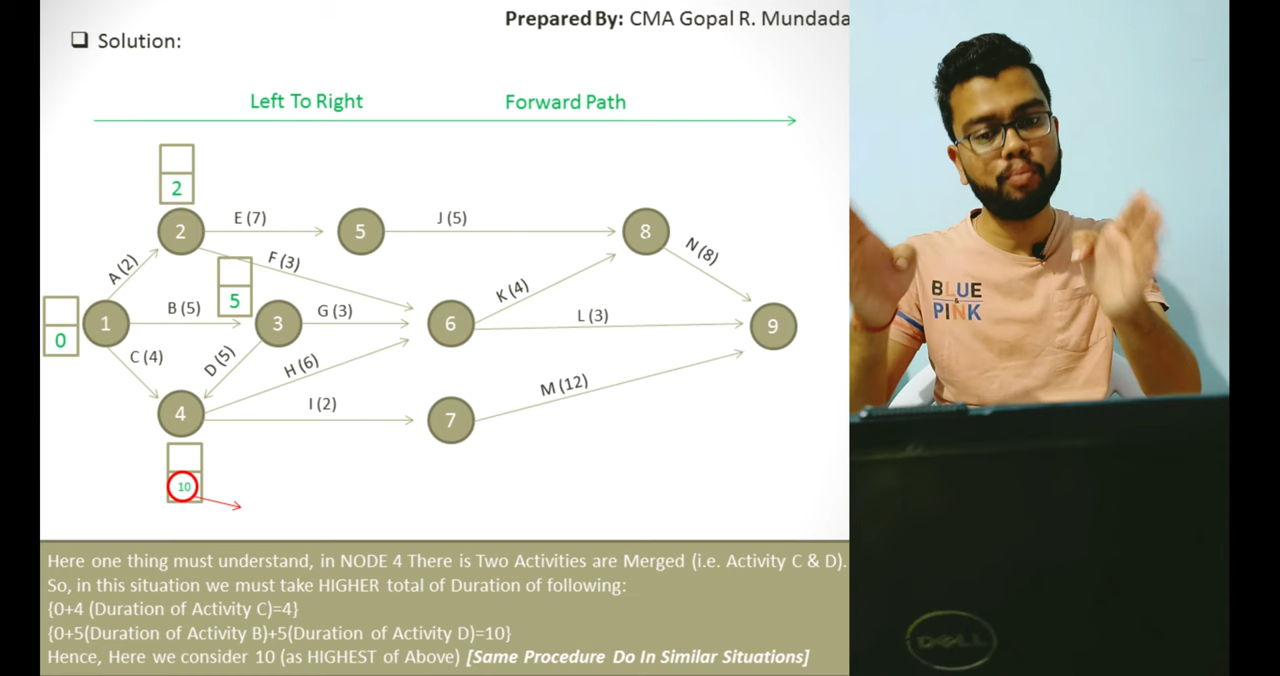 Prepared By: CMA Gopal R. Mundada
❑ Solution:
Left To Right
Forward Path
2
2
E (7)
5
J (5)
8
A (2)
F (3)
N (8)
5
K (4)
0
1
B (5)
3
G (3)
6
L (3)
9
C (4)
D (5)
H (6)
M (12)
4
I (2)
7
10
Here one thing must understand, in NODE 4 There is Two Activities are Merged (i.e. Activity C & D).
So, in this situation we must take HIGHER total of Duration of following:
{0+4 (Duration of Activity C)=4}
{0+5(Duration of Activity B)+5(Duration of Activity D)=10}
Hence, Here we consider 10 (as HIGHEST of Above) [Same Procedure Do In Similar Situations]
BLUE
&
PINK
DELL